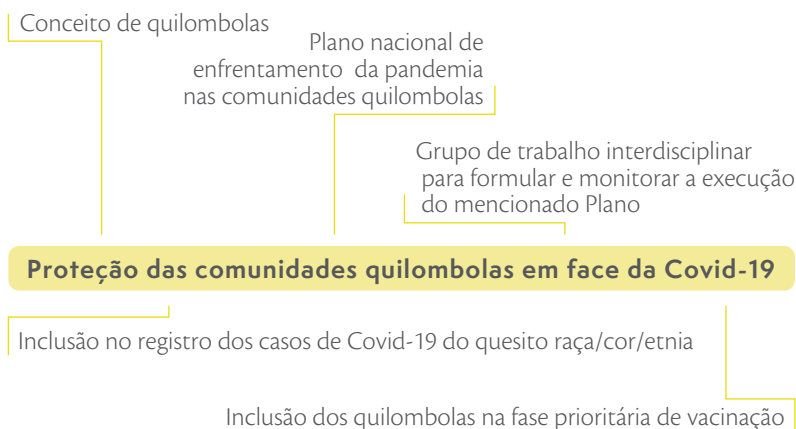 Conceito de quilombolas
Plano nacional de
enfrentamento da pandemia
nas comunidades quilombolas
Grupo de trabalho interdisciplinar
para formular e monitorar a execução
do mencionado Plano
Proteção das comunidades quilombolas em face da Covid-19
Inclusão no registro dos casos de Covid-19 do quesito raça/cor/etnia
Inclusão dos quilombolas na fase prioritária de vacinação